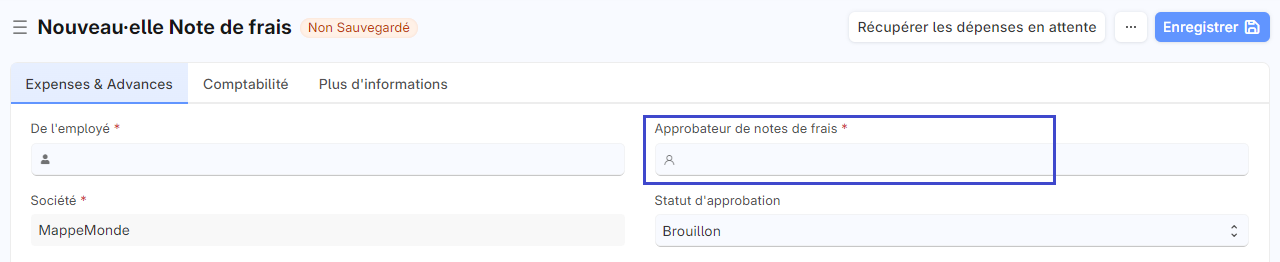 Nouveau·elle Note de frais Non Sauvegardé Récupérer les dépenses en attente ··· Enregistrer
Expenses & Advances Comptabilité Plus d'informations
De l'employé * Approbateur de notes de frais *
Société * Statut d'approbation
MappeMonde Brouillon